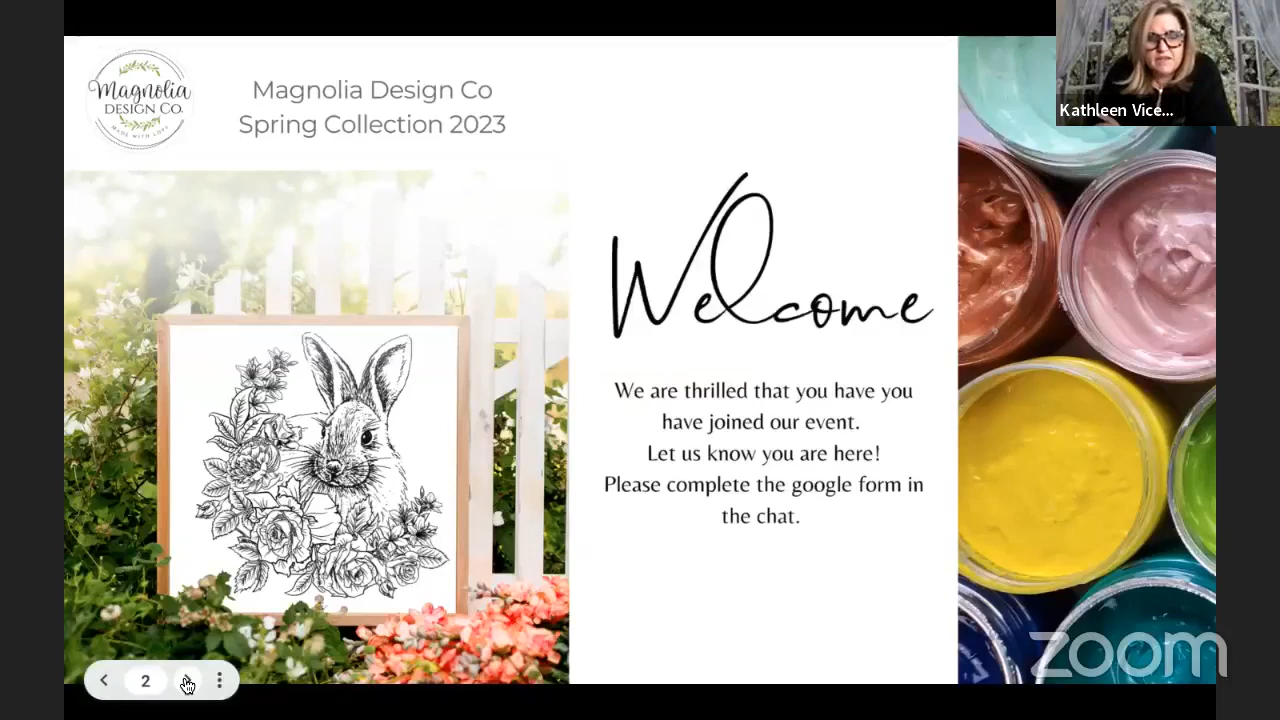 Magnolia
DESIGN CO.
MADE WITH LOVE
Magnolia Design Co
Spring Collection 2023
Kathleen Vice...
Welcome
We are thrilled that you have you
have joined our event.
Let us know you are here!
Please complete the google form in
the chat.
2
zoom